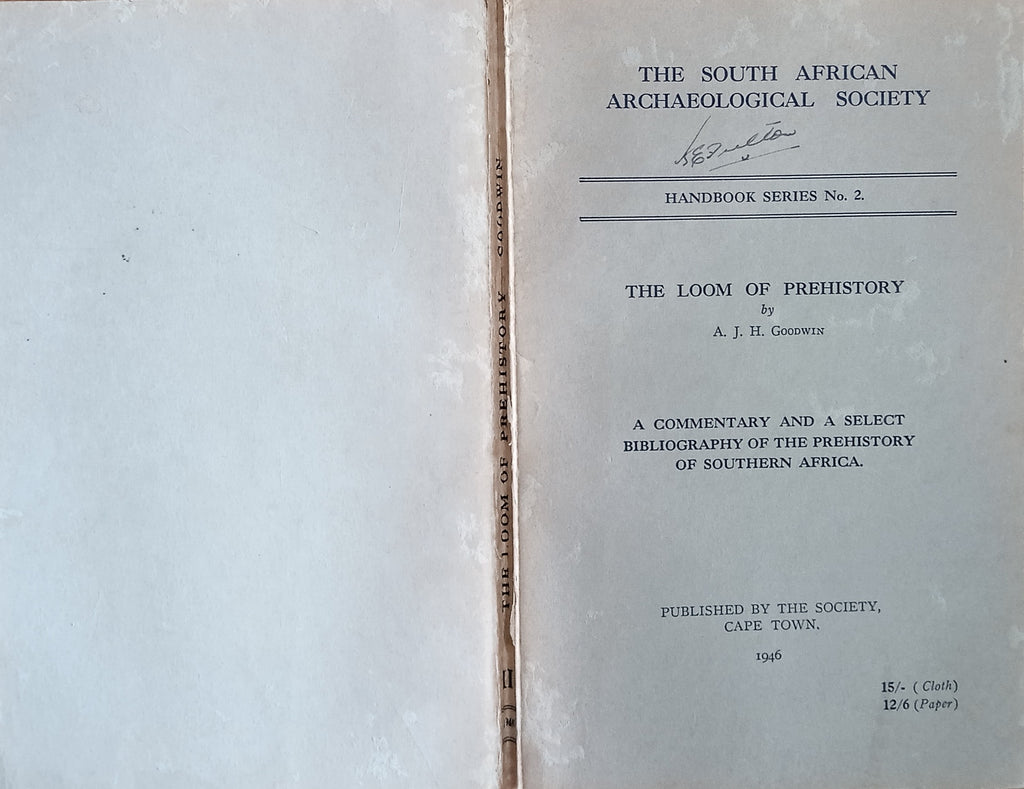 THE LOOM OF PREHISTORY — GOODWIN
II
THE SOUTH AFRICAN
ARCHAEOLOGICAL SOCIETY
HANDBOOK SERIES No. 2.
THE LOOM OF PREHISTORY
by
A. J. H. GOODWIN
A COMMENTARY AND A SELECT
BIBLIOGRAPHY OF THE PREHISTORY
OF SOUTHERN AFRICA.
PUBLISHED BY THE SOCIETY,
CAPE TOWN.
1946
15/- (Cloth)
12/6 (Paper)